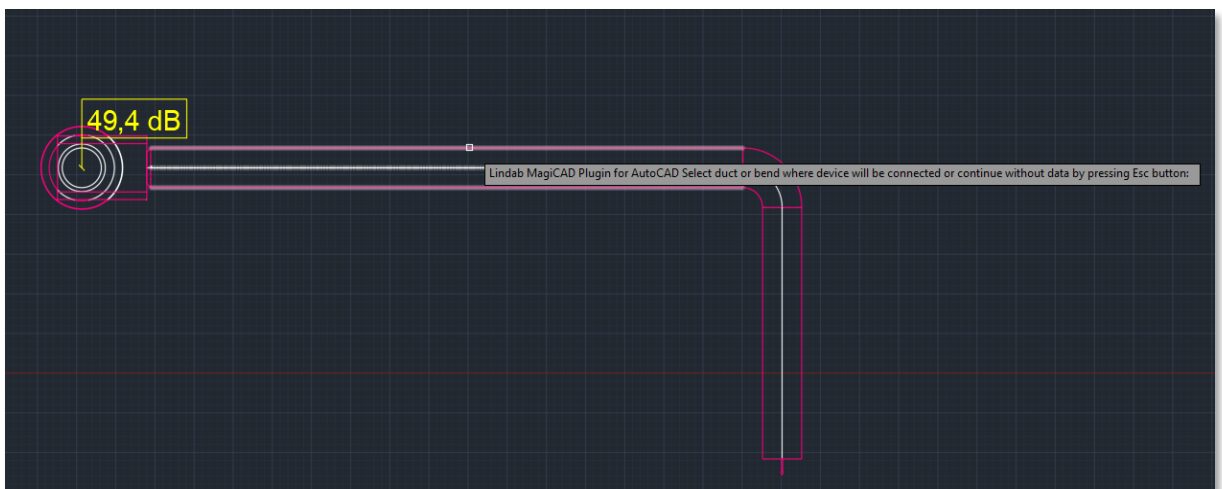 49,4 dB
Lindab MagiCAD Plugin for AutoCAD Select duct or bend where device will be connected or continue without data by pressing Esc button: